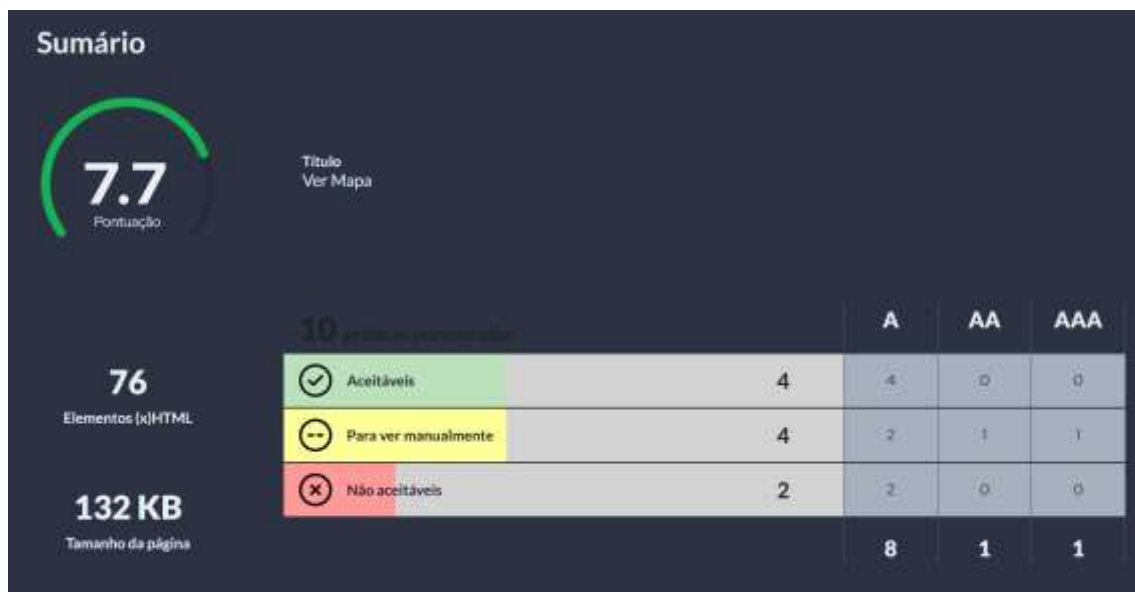 Sumário
7.7
Pontuação
Título
Ver Mapa
76
Elementos (x)HTML
132 KB
Tamanho da página
10
A AA AAA
Aceitáveis 4 4 0 0
Para ver manualmente 4 2 1 1
Não aceitáveis 2 2 0 0
8 1 1